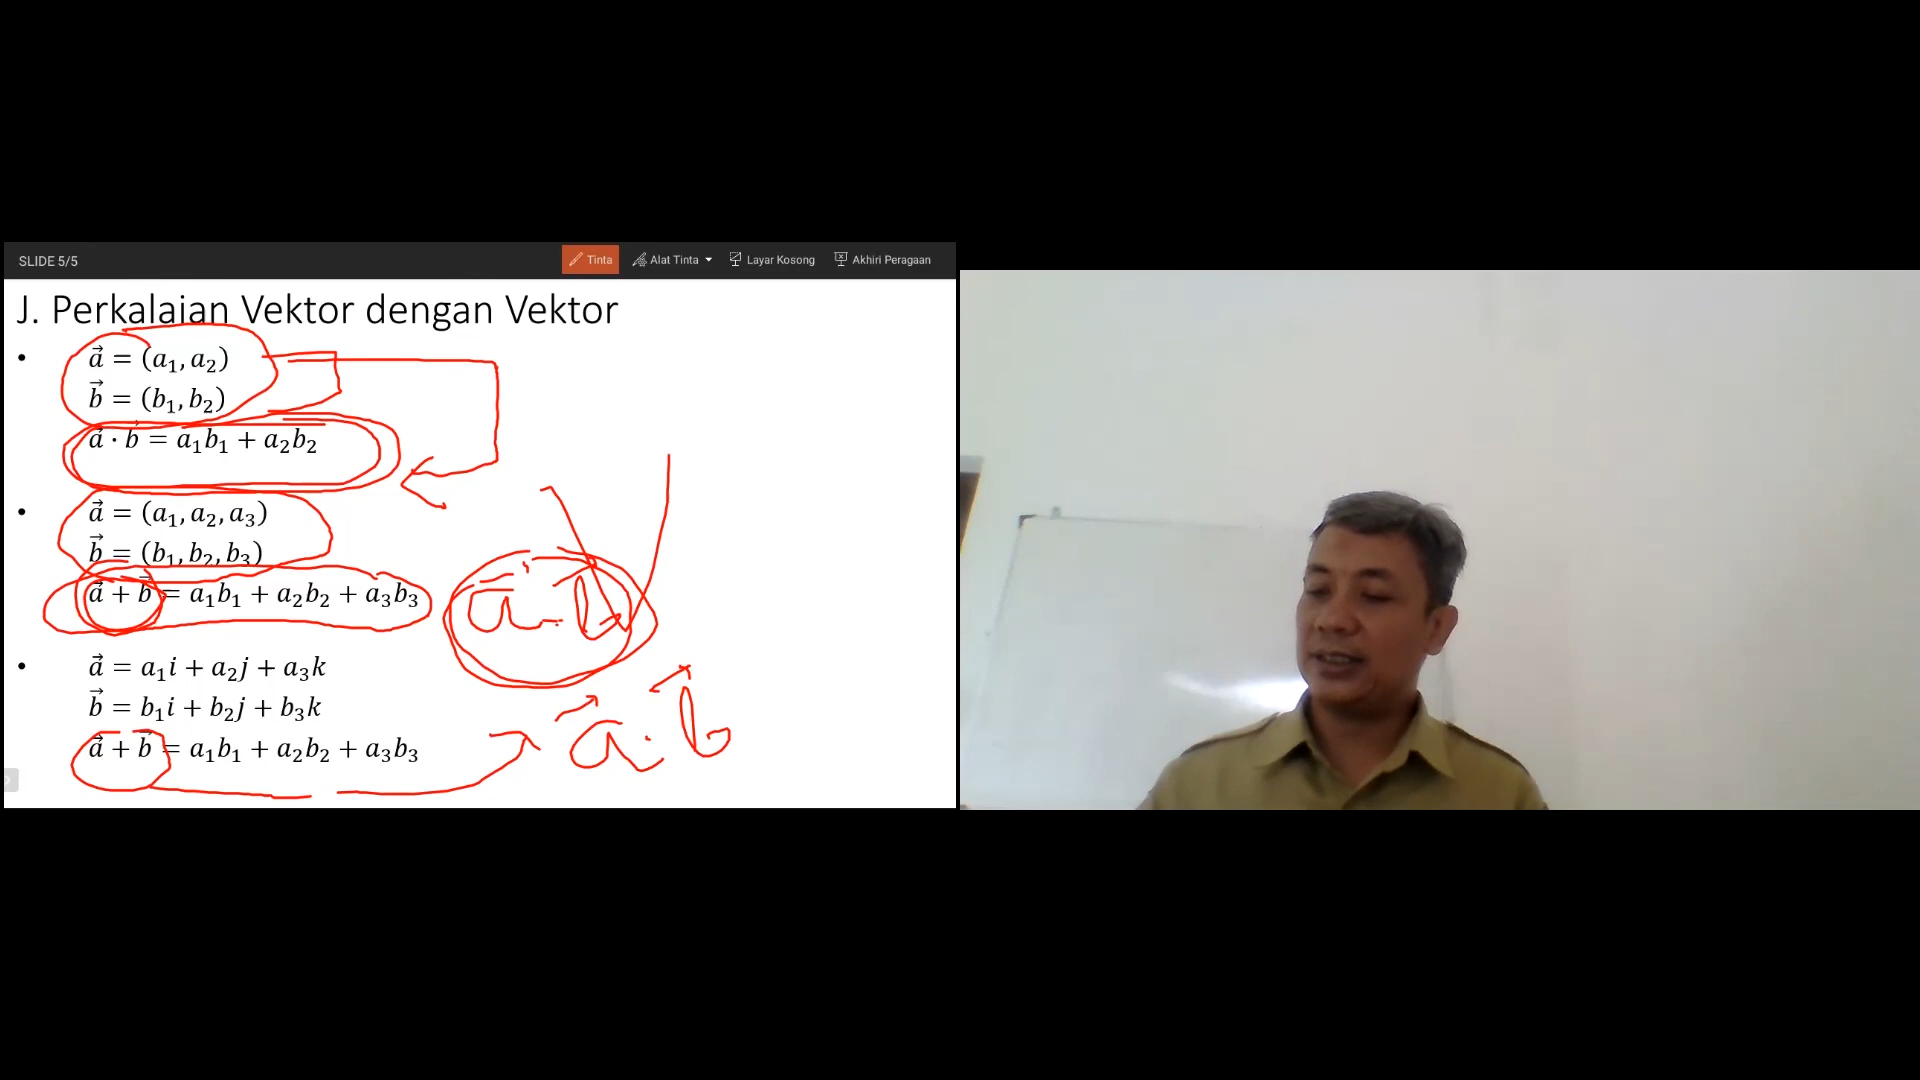 SLIDE 5/5
Tinta
Alat Tinta
Layar Kosong
Akhiri Peragaan
J. Perkalaian Vektor dengan Vektor
• a⃗ = (a₁, a₂)
b⃗ = (b₁, b₂)
a⃗ · b⃗ = a₁b₁ + a₂b₂
• a⃗ = (a₁, a₂, a₃)
b⃗ = (b₁, b₂, b₃)
a⃗ + b⃗ = a₁b₁ + a₂b₂ + a₃b₃
a⃗ · b⃗
• a⃗ = a₁i + a₂j + a₃k
b⃗ = b₁i + b₂j + b₃k
a⃗ + b⃗ = a₁b₁ + a₂b₂ + a₃b₃
a⃗ · b⃗